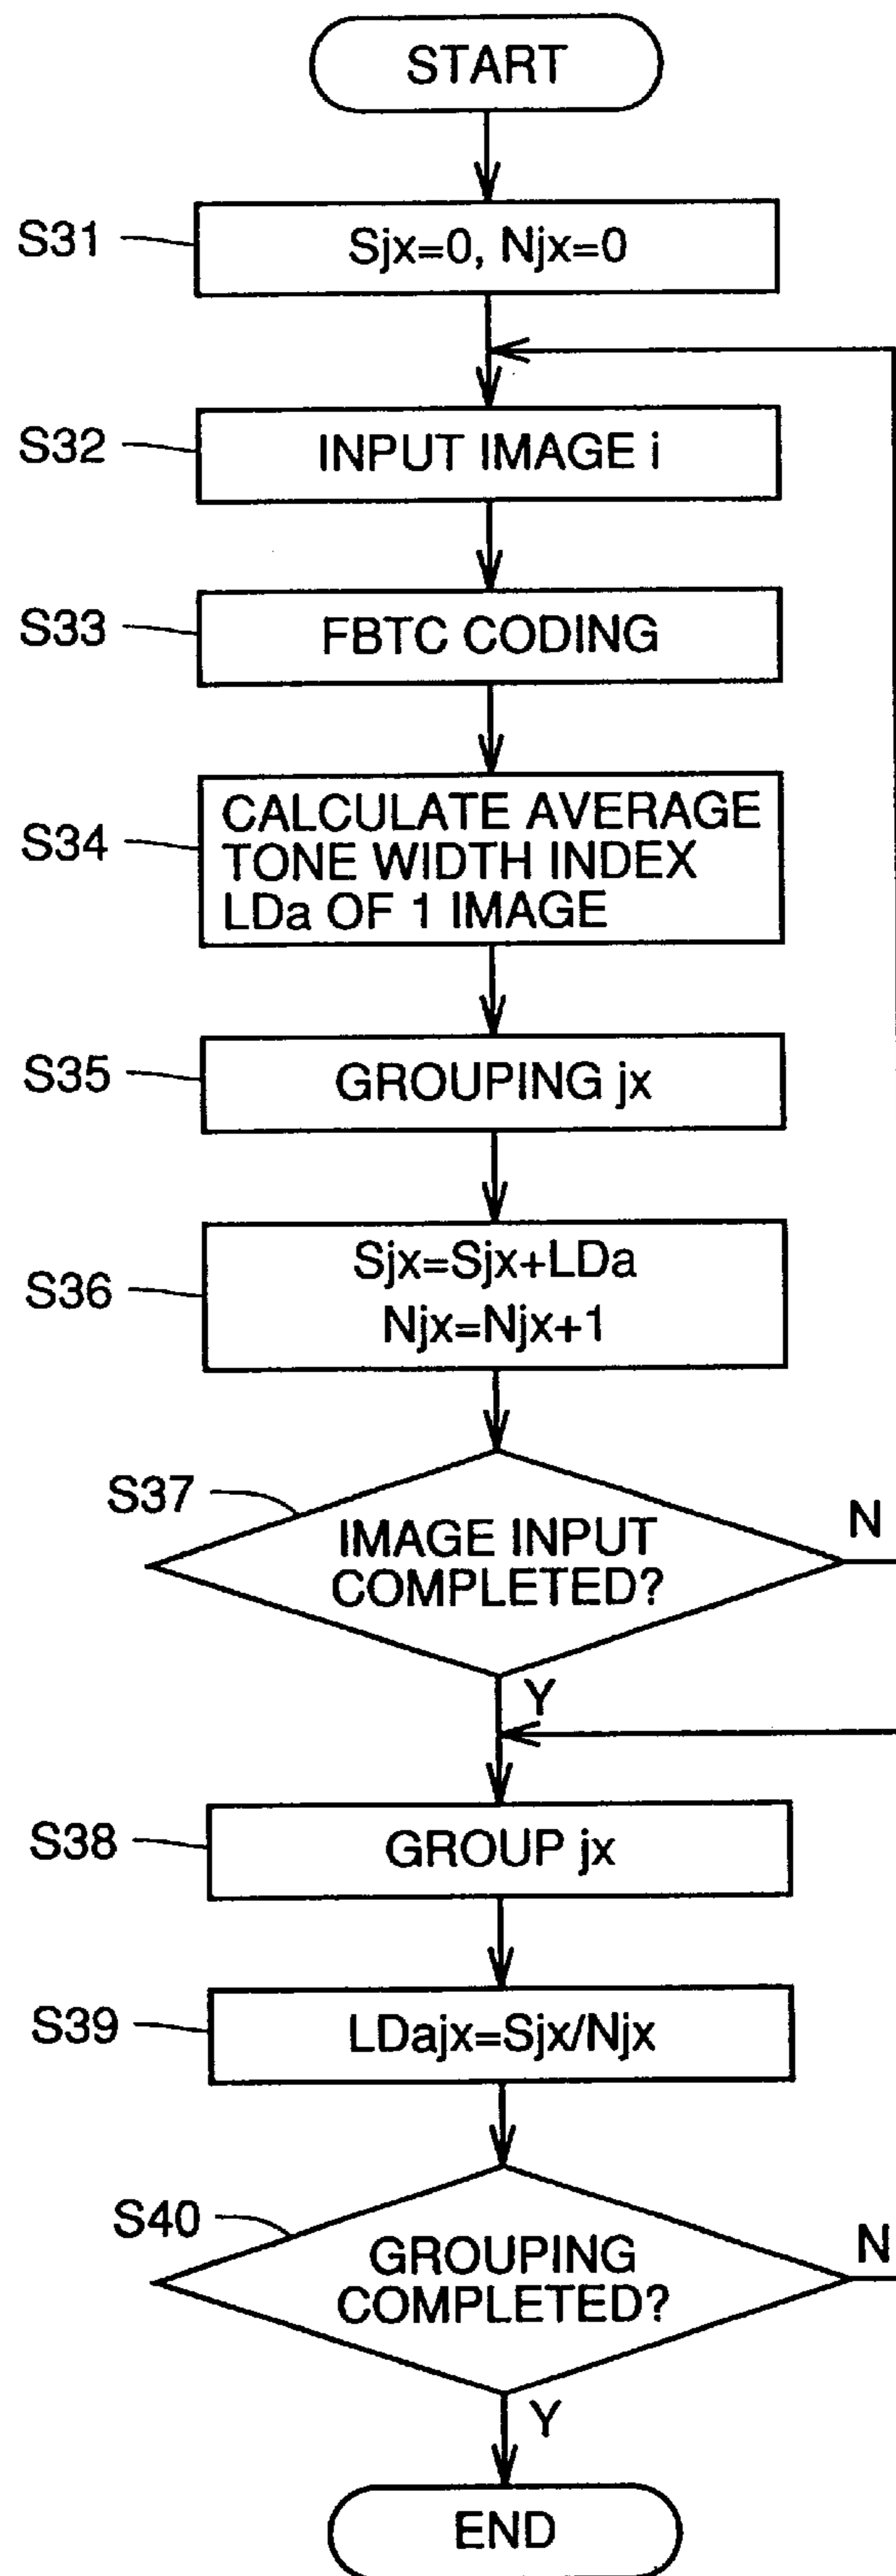 START
S31
Sjx=0, Njx=0
S32
INPUT IMAGE i
S33
FBTC CODING
S34
CALCULATE AVERAGE
TONE WIDTH INDEX
LDa OF 1 IMAGE
S35
GROUPING jx
S36
Sjx=Sjx+LDa
Njx=Njx+1
S37
IMAGE INPUT
COMPLETED?
N
Y
S38
GROUP jx
S39
LDajx=Sjx/Njx
S40
GROUPING
COMPLETED?
N
Y
END